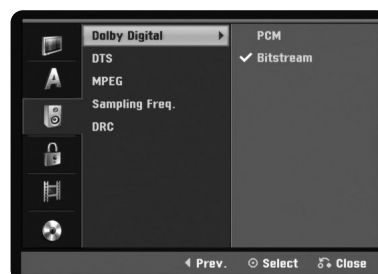 Dolby Digital
DTS
MPEG
Sampling Freq.
DRC
PCM
Bitstream
Prev. Select Close